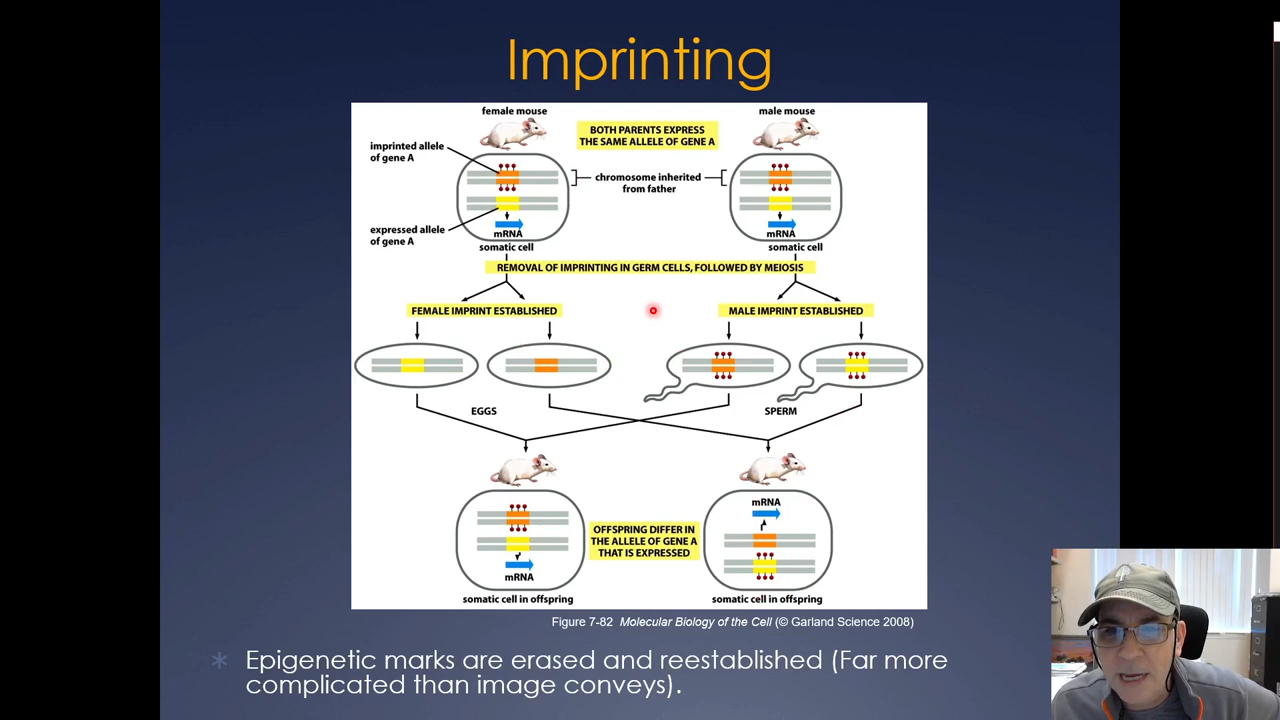 Imprinting
female mouse
male mouse
BOTH PARENTS EXPRESS
THE SAME ALLELE OF GENE A
imprinted allele
of gene A
chromosome inherited
from father
expressed allele
of gene A
mRNA
mRNA
somatic cell
somatic cell
REMOVAL OF IMPRINTING IN GERM CELLS, FOLLOWED BY MEIOSIS
FEMALE IMPRINT ESTABLISHED
MALE IMPRINT ESTABLISHED
EGGS
SPERM
mRNA
OFFSPRING DIFFER IN
THE ALLELE OF GENE A
THAT IS EXPRESSED
mRNA
somatic cell in offspring
somatic cell in offspring
Figure 7-82 Molecular Biology of the Cell (© Garland Science 2008)
Epigenetic marks are erased and reestablished (Far more
complicated than image conveys).